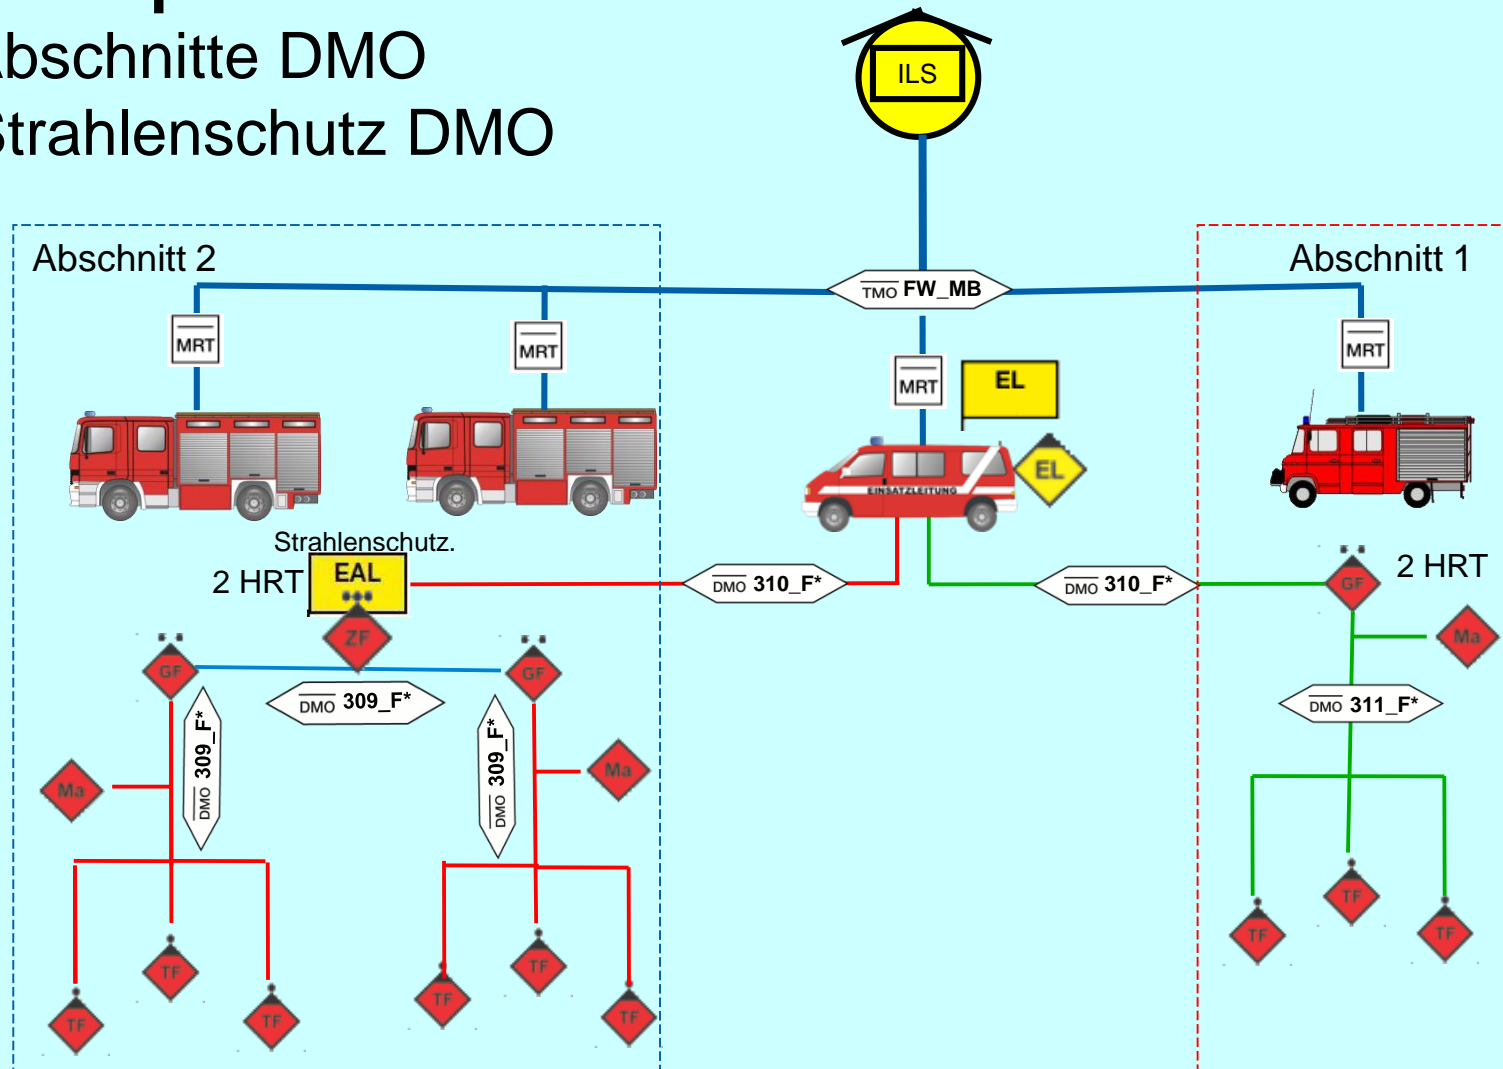 bschnitte DMO
Strahlenschutz DMO
ILS
Abschnitt 2
TMO FW_MB
Abschnitt 1
MRT
MRT
MRT
EL
MRT
EL
EINSATZLEITUNG
Strahlenschutz.
2 HRT
EAL
DMO 310_F*
DMO 310_F*
GF
2 HRT
ZF
Ma
GF
GF
DMO 309_F*
DMO 311_F*
DMO 309_F*
DMO 309_F*
Ma
Ma
TF
TF
TF
TF
TF
TF
TF
TF
TF